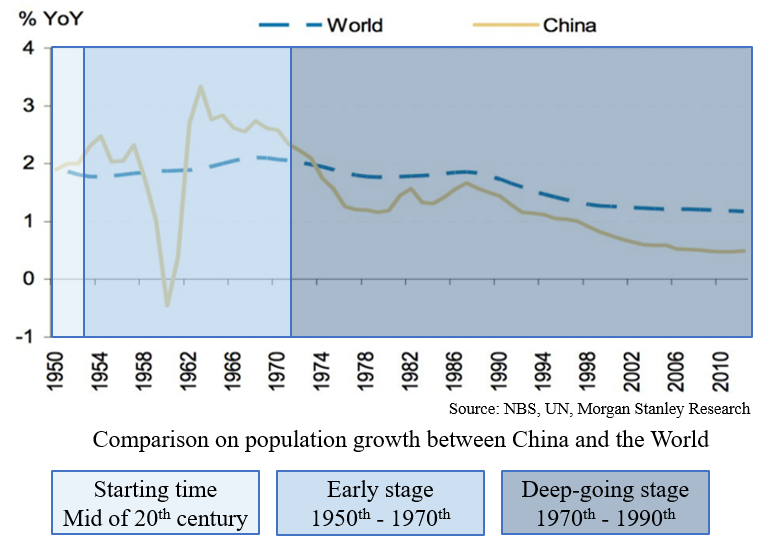 % YoY
World
China
4
3
2
1
0
-1
1950
1954
1958
1962
1966
1970
1974
1978
1982
1986
1990
1994
1998
2002
2006
2010
Source: NBS, UN, Morgan Stanley Research
Comparison on population growth between China and the World
Starting time
Mid of 20th century
Early stage
1950th - 1970th
Deep-going stage
1970th - 1990th